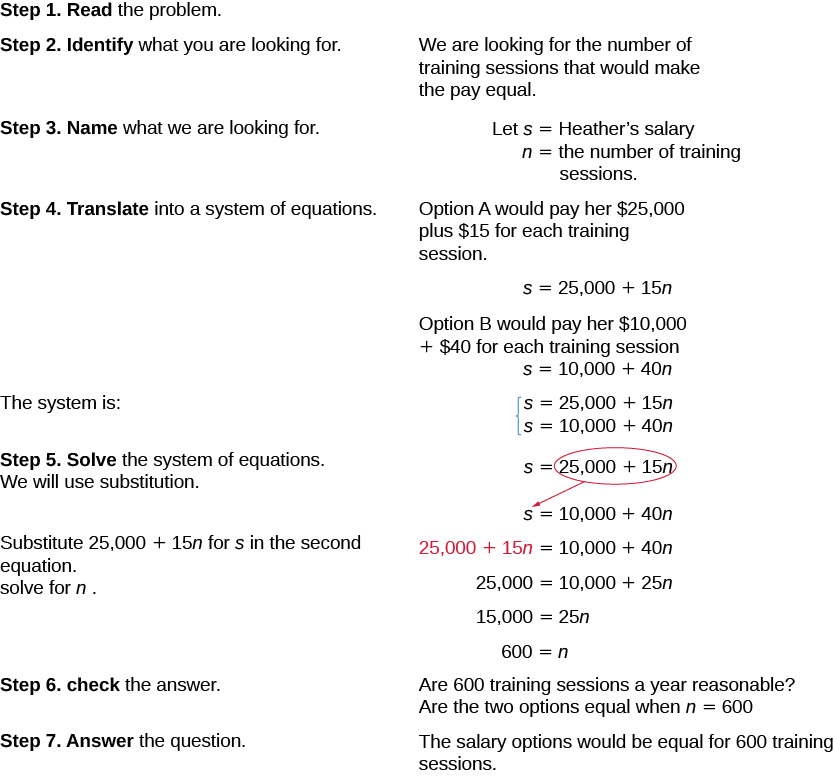 Step 1. Read the problem.
Step 2. Identify what you are looking for.
We are looking for the number of
training sessions that would make
the pay equal.
Step 3. Name what we are looking for.
Let s = Heather’s salary
n = the number of training
sessions.
Step 4. Translate into a system of equations.
Option A would pay her $25,000
plus $15 for each training
session.
s = 25,000 + 15n
Option B would pay her $10,000
+ $40 for each training session
s = 10,000 + 40n
The system is:
s = 25,000 + 15n
s = 10,000 + 40n
Step 5. Solve the system of equations.
We will use substitution.
s = 25,000 + 15n
s = 10,000 + 40n
Substitute 25,000 + 15n for s in the second
equation.
solve for n .
25,000 + 15n = 10,000 + 40n
25,000 = 10,000 + 25n
15,000 = 25n
600 = n
Step 6. check the answer.
Are 600 training sessions a year reasonable?
Are the two options equal when n = 600
Step 7. Answer the question.
The salary options would be equal for 600 training
sessions.